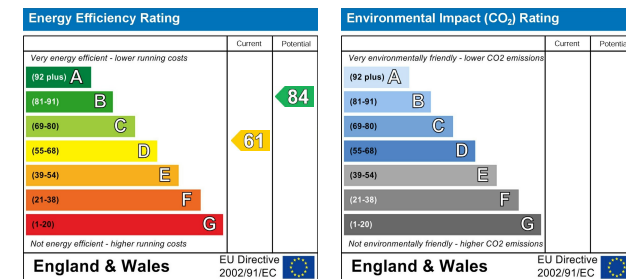 Energy Efficiency Rating
Current Potential
Very energy efficient - lower running costs
(92 plus) A
(81-91) B
84
(69-80) C
61
(55-68) D
(39-54) E
(21-38) F
(1-20) G
Not energy efficient - higher running costs
England & Wales
EU Directive
2002/91/EC
Environmental Impact (CO2) Rating
Current Potential
Very environmentally friendly - lower CO2 emissions
(92 plus) A
(81-91) B
(69-80) C
(55-68) D
(39-54) E
(21-38) F
(1-20) G
Not environmentally friendly - higher CO2 emissions
England & Wales
EU Directive
2002/91/EC